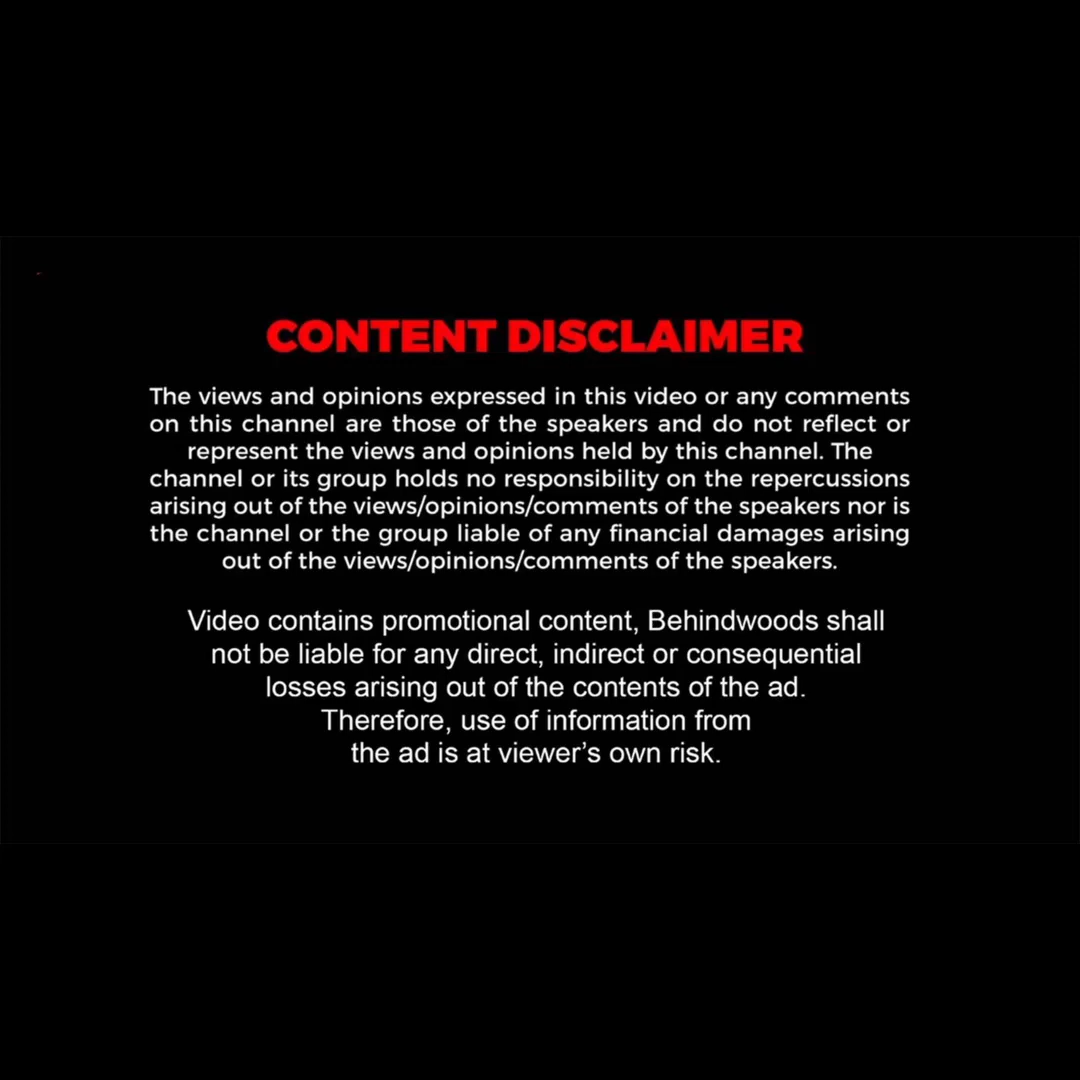 CONTENT DISCLAIMER
The views and opinions expressed in this video or any comments
on this channel are those of the speakers and do not reflect or
represent the views and opinions held by this channel. The
channel or its group holds no responsibility on the repercussions
arising out of the views/opinions/comments of the speakers nor is
the channel or the group liable of any financial damages arising
out of the views/opinions/comments of the speakers.
Video contains promotional content, Behindwoods shall
not be liable for any direct, indirect or consequential
losses arising out of the contents of the ad.
Therefore, use of information from
the ad is at viewer’s own risk.